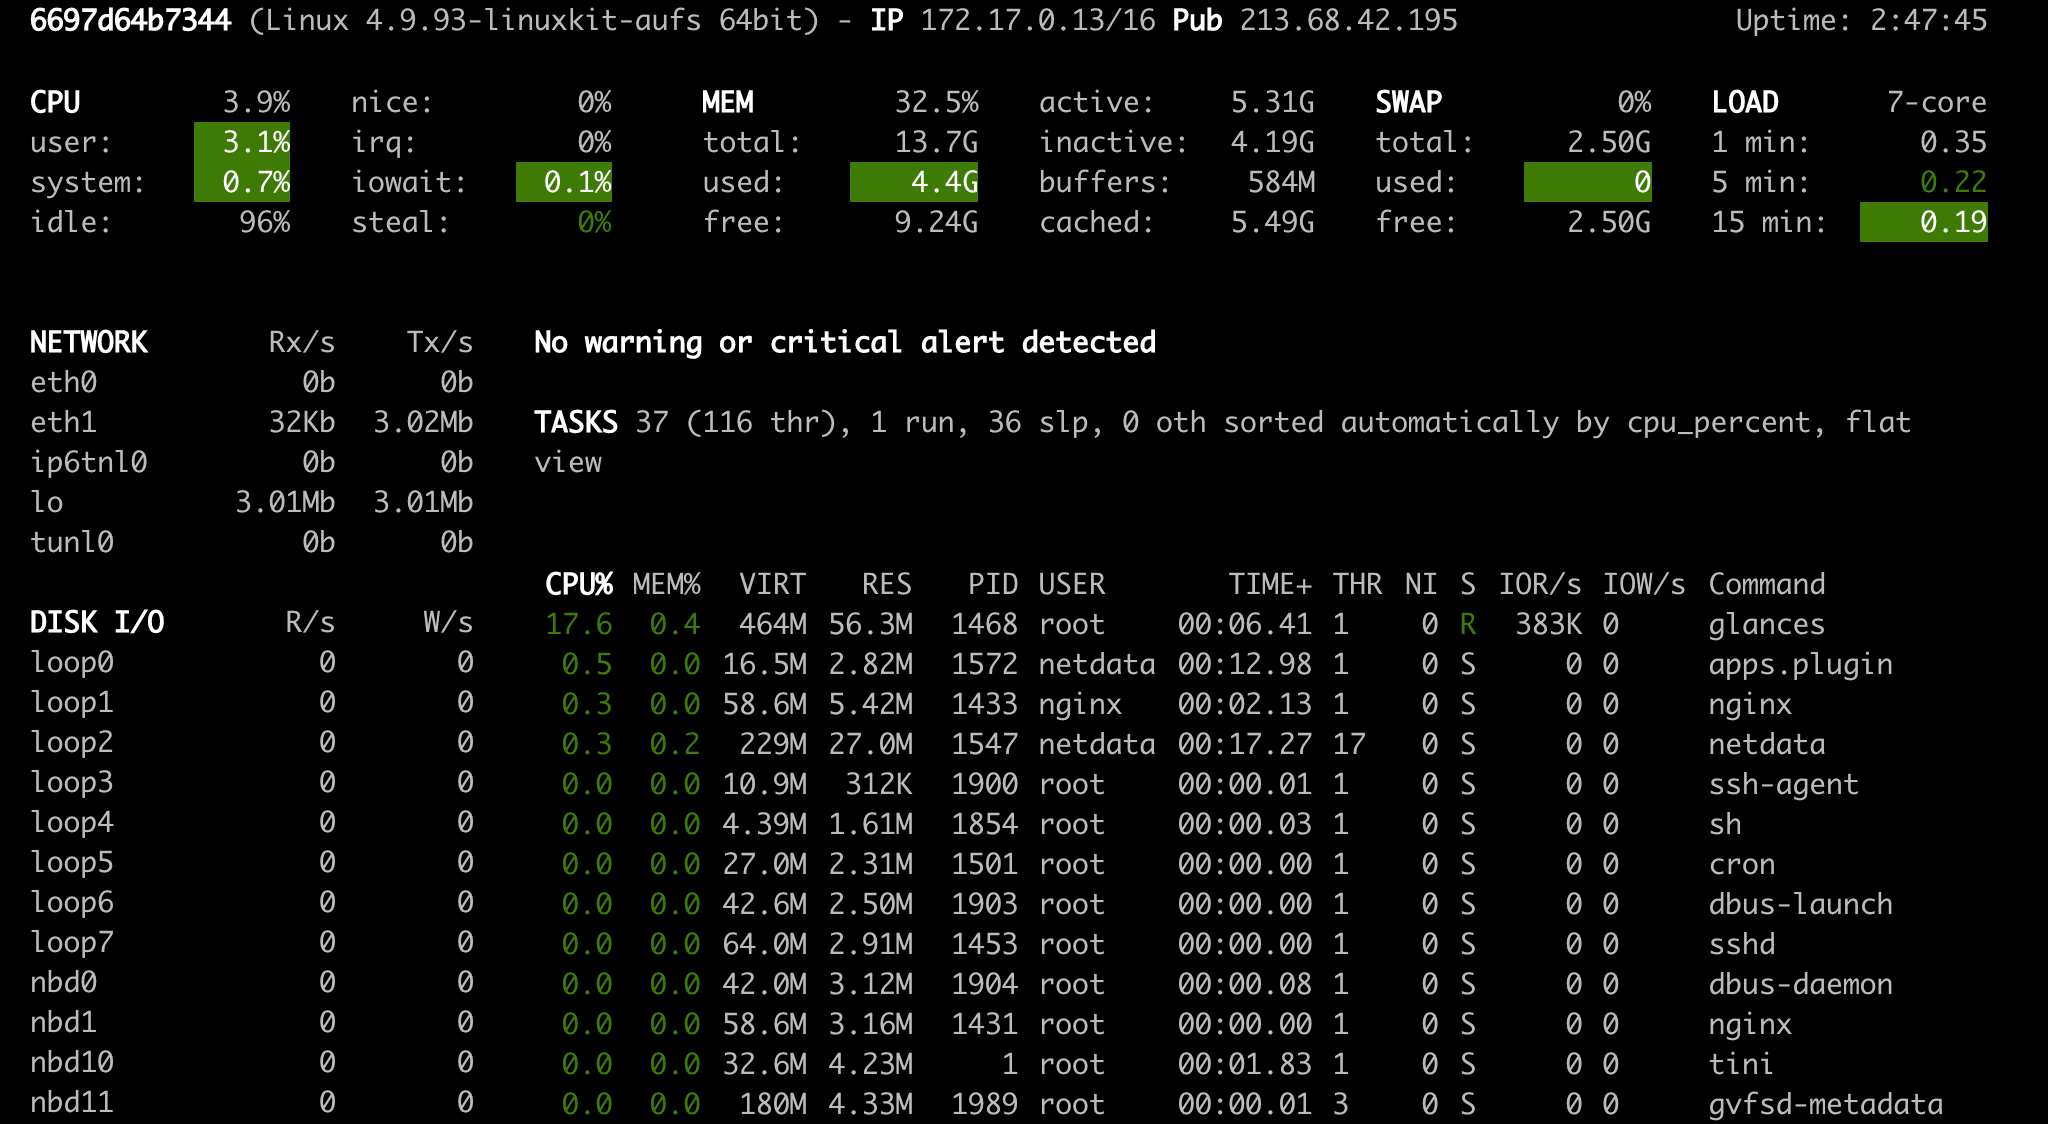 6697d64b7344 (Linux 4.9.93-linuxkit-aufs 64bit) - IP 172.17.0.13/16 Pub 213.68.42.195 Uptime: 2:47:45
CPU 3.9% nice: 0% MEM 32.5% active: 5.31G SWAP 0% LOAD 7-core
user: 3.1% irq: 0% total: 13.7G inactive: 4.19G total: 2.50G 1 min: 0.35
system: 0.7% iowait: 0.1% used: 4.4G buffers: 584M used: 0 5 min: 0.22
idle: 96% steal: 0% free: 9.24G cached: 5.49G free: 2.50G 15 min: 0.19
NETWORK Rx/s Tx/s
eth0 0b 0b
eth1 32Kb 3.02Mb
ip6tnl0 0b 0b
lo 3.01Mb 3.01Mb
tunl0 0b 0b
DISK I/O R/s W/s
loop0 0 0
loop1 0 0
loop2 0 0
loop3 0 0
loop4 0 0
loop5 0 0
loop6 0 0
loop7 0 0
nbd0 0 0
nbd1 0 0
nbd10 0 0
nbd11 0 0
No warning or critical alert detected
TASKS 37 (116 thr), 1 run, 36 slp, 0 oth sorted automatically by cpu_percent, flat
view
CPU% MEM% VIRT RES PID USER TIME+ THR NI S IOR/s IOW/s Command
17.6 0.4 464M 56.3M 1468 root 00:06.41 1 0 R 383K 0 glances
0.5 0.0 16.5M 2.82M 1572 netdata 00:12.98 1 0 S 0 0 apps.plugin
0.3 0.0 58.6M 5.42M 1433 nginx 00:02.13 1 0 S 0 0 nginx
0.3 0.2 229M 27.0M 1547 netdata 00:17.27 17 0 S 0 0 netdata
0.0 0.0 10.9M 312K 1900 root 00:00.01 1 0 S 0 0 ssh-agent
0.0 0.0 4.39M 1.61M 1854 root 00:00.03 1 0 S 0 0 sh
0.0 0.0 27.0M 2.31M 1501 root 00:00.00 1 0 S 0 0 cron
0.0 0.0 42.6M 2.50M 1903 root 00:00.00 1 0 S 0 0 dbus-launch
0.0 0.0 64.0M 2.91M 1453 root 00:00.00 1 0 S 0 0 sshd
0.0 0.0 42.0M 3.12M 1904 root 00:00.08 1 0 S 0 0 dbus-daemon
0.0 0.0 58.6M 3.16M 1431 root 00:00.00 1 0 S 0 0 nginx
0.0 0.0 32.6M 4.23M 1 root 00:01.83 1 0 S 0 0 tini
0.0 0.0 180M 4.33M 1989 root 00:00.01 3 0 S 0 0 gvfsd-metadata